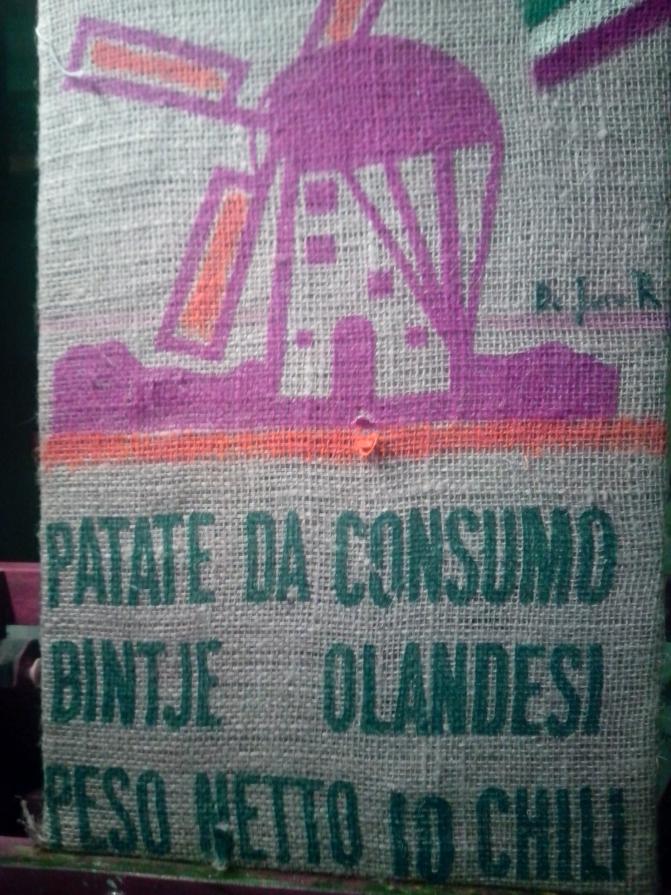 PATATE DA CONSUMO
BINTJE OLANDESI
PESO NETTO 10 CHILI